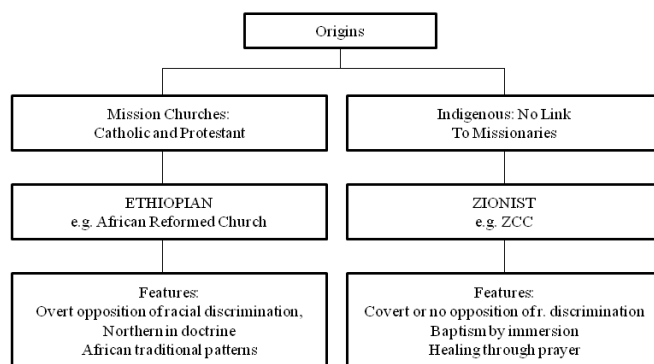 Origins
Mission Churches:
Catholic and Protestant
Indigenous: No Link
To Missionaries
ETHIOPIAN
e.g. African Reformed Church
ZIONIST
e.g. ZCC
Features:
Overt opposition of racial discrimination,
Northern in doctrine
African traditional patterns
Features:
Covert or no opposition of r. discrimination
Baptism by immersion
Healing through prayer